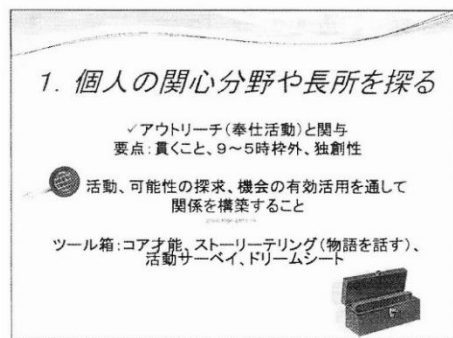 1. 個人の関心分野や長所を探る
✓アウトリーチ(奉仕活動)と関与
要点:貫くこと、9～5時枠外、独創性
活動、可能性の探求、機会の有効活用を通して
関係を構築すること
ツール箱:コア才能、ストーリーテリング(物語を話す)、
活動サーベイ、ドリームシート